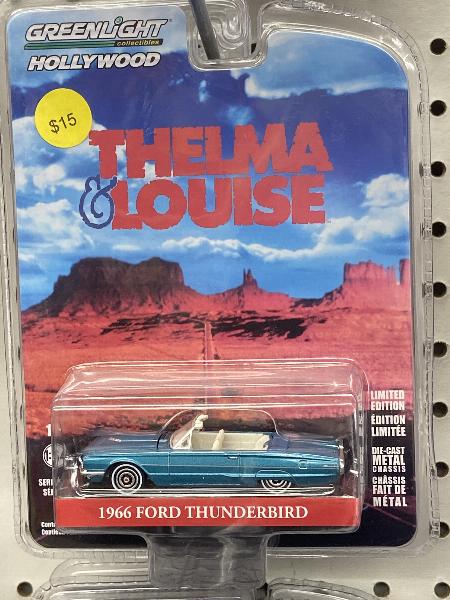 GREENLIGHT
collectibles
HOLLYWOOD
$15
THELMA
& LOUISE
LIMITED
EDITION
ÉDITION
LIMITÉE
DIE-CAST
METAL
CHASSIS
CHÂSSIS
FAIT DE
MÉTAL
1966 FORD THUNDERBIRD